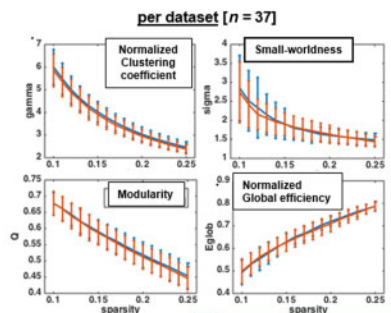 per dataset [n = 37]
Normalized
Clustering
coefficient
gamma
7
6
5
4
3
2
0.1 0.15 0.2 0.25
Small-worldness
sigma
4
3.5
3
2.5
2
1.5
1
0.1 0.15 0.2 0.25
Modularity
Q
0.75
0.7
0.65
0.6
0.55
0.5
0.45
0.4
0.1 0.15 0.2 0.25
sparsity
Normalized
Global efficiency
Eglob
0.9
0.8
0.7
0.6
0.5
0.4
0.1 0.15 0.2 0.25
sparsity